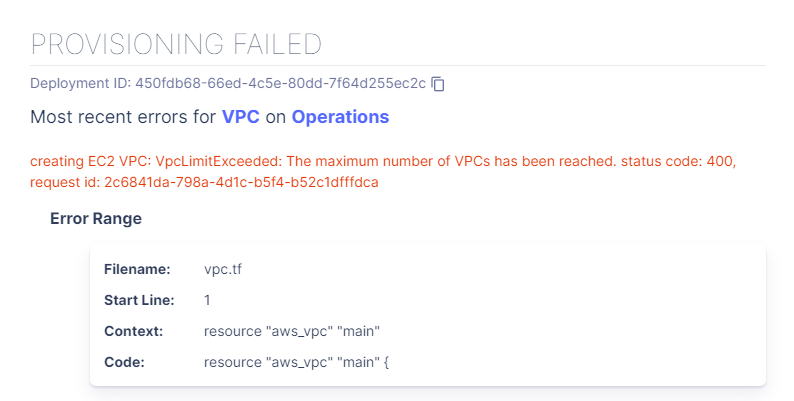 PROVISIONING FAILED
Deployment ID: 450fdb68-66ed-4c5e-80dd-7f64d255ec2c
Most recent errors for VPC on Operations
creating EC2 VPC: VpcLimitExceeded: The maximum number of VPCs has been reached. status code: 400,
request id: 2c6841da-798a-4d1c-b5f4-b52c1dfffdca
Error Range
Filename: vpc.tf
Start Line: 1
Context: resource "aws_vpc" "main"
Code: resource "aws_vpc" "main" {